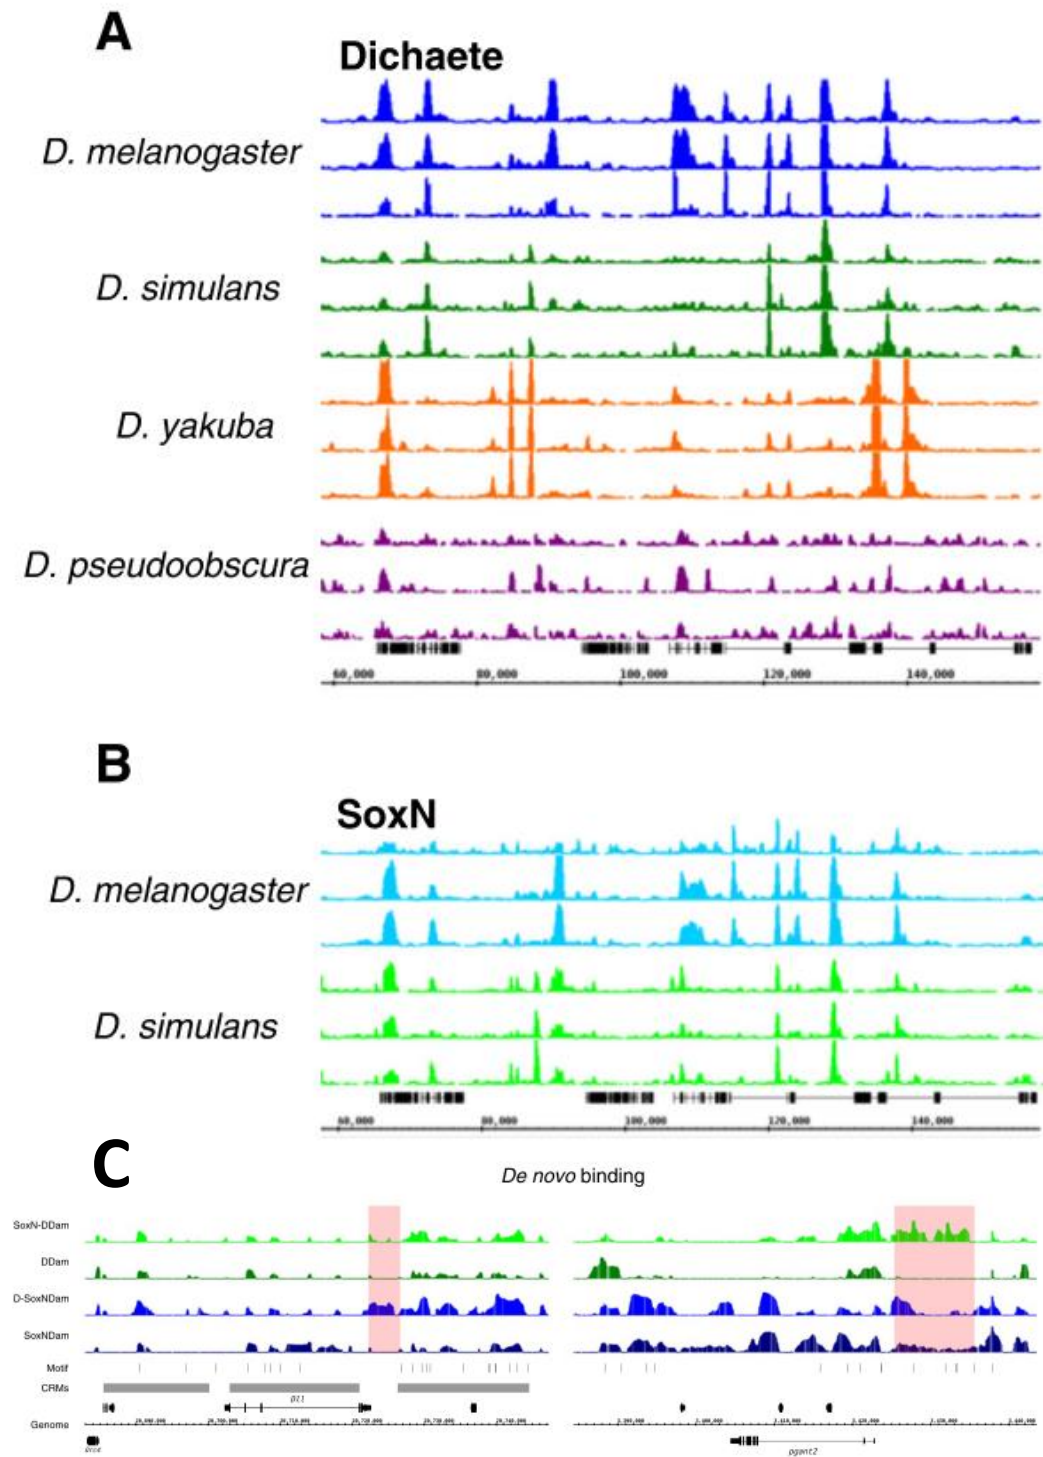 A
Dichaete
D. melanogaster
D. simulans
D. yakuba
D. pseudoobscura
60,000 80,000 100,000 120,000 140,000
B
SoxN
D. melanogaster
D. simulans
60,000 80,000 100,000 120,000 140,000
C
De novo binding
SoxN-DDam
DDam
D-SoxNDam
SoxNDam
Motif
CRMs
Dll
Genome
pgant2